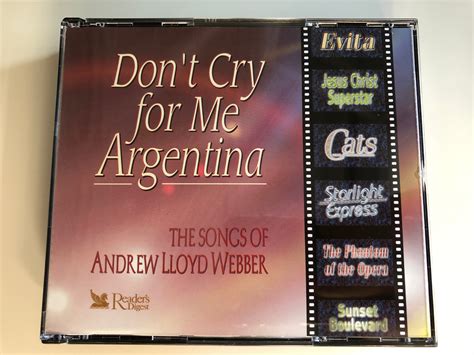 Don't Cry
for Me
Argentina
THE SONGS OF
ANDREW LLOYD WEBBER
Reader's
Digest
Evita
Jesus Christ
Superstar
Cats
Starlight
Express
The Phantom
of the Opera
Sunset
Boulevard